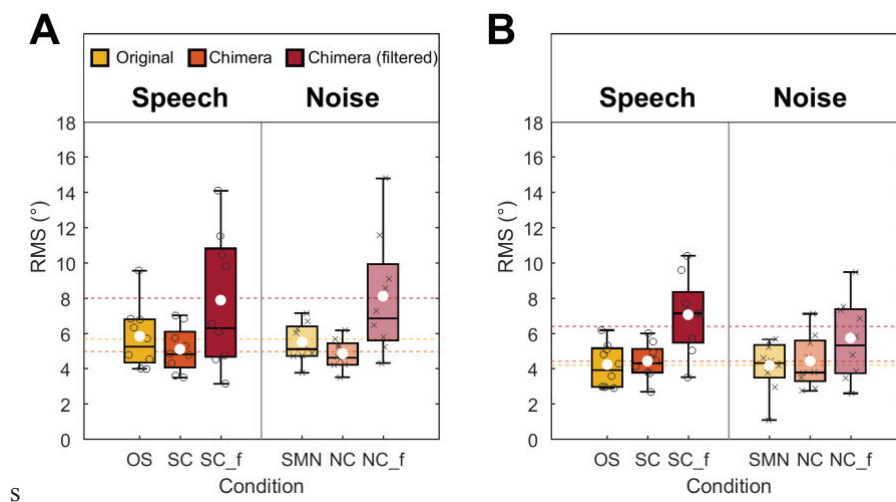 A
B
Original Chimera Chimera (filtered)
Speech Noise
Speech Noise
18
16
14
12
10
8
6
4
2
0
RMS (°)
OS SC SC_f SMN NC NC_f
Condition
18
16
14
12
10
8
6
4
2
0
RMS (°)
OS SC SC_f SMN NC NC_f
Condition
s